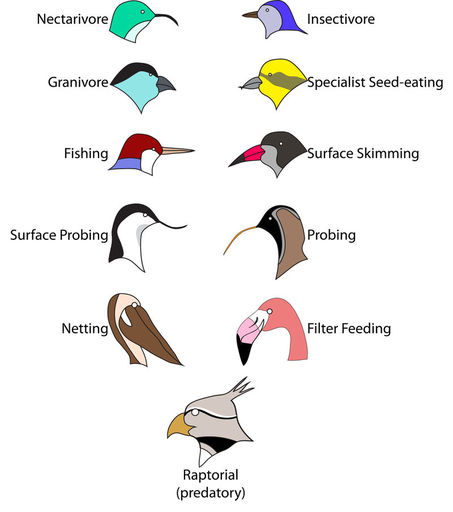 Nectarivore
Insectivore
Granivore
Specialist Seed-eating
Fishing
Surface Skimming
Surface Probing
Probing
Netting
Filter Feeding
Raptorial
(predatory)